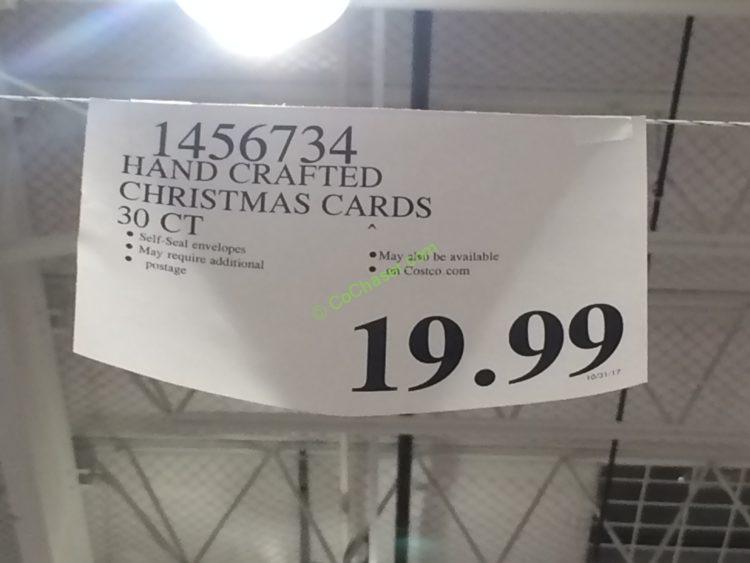 1456734
HAND CRAFTED
CHRISTMAS CARDS
30 CT
• Self-Seal envelopes
• May require additional
• postage
^
• May also be available
• on Costco.com
© CoChaser.com
19.99
10/31/17